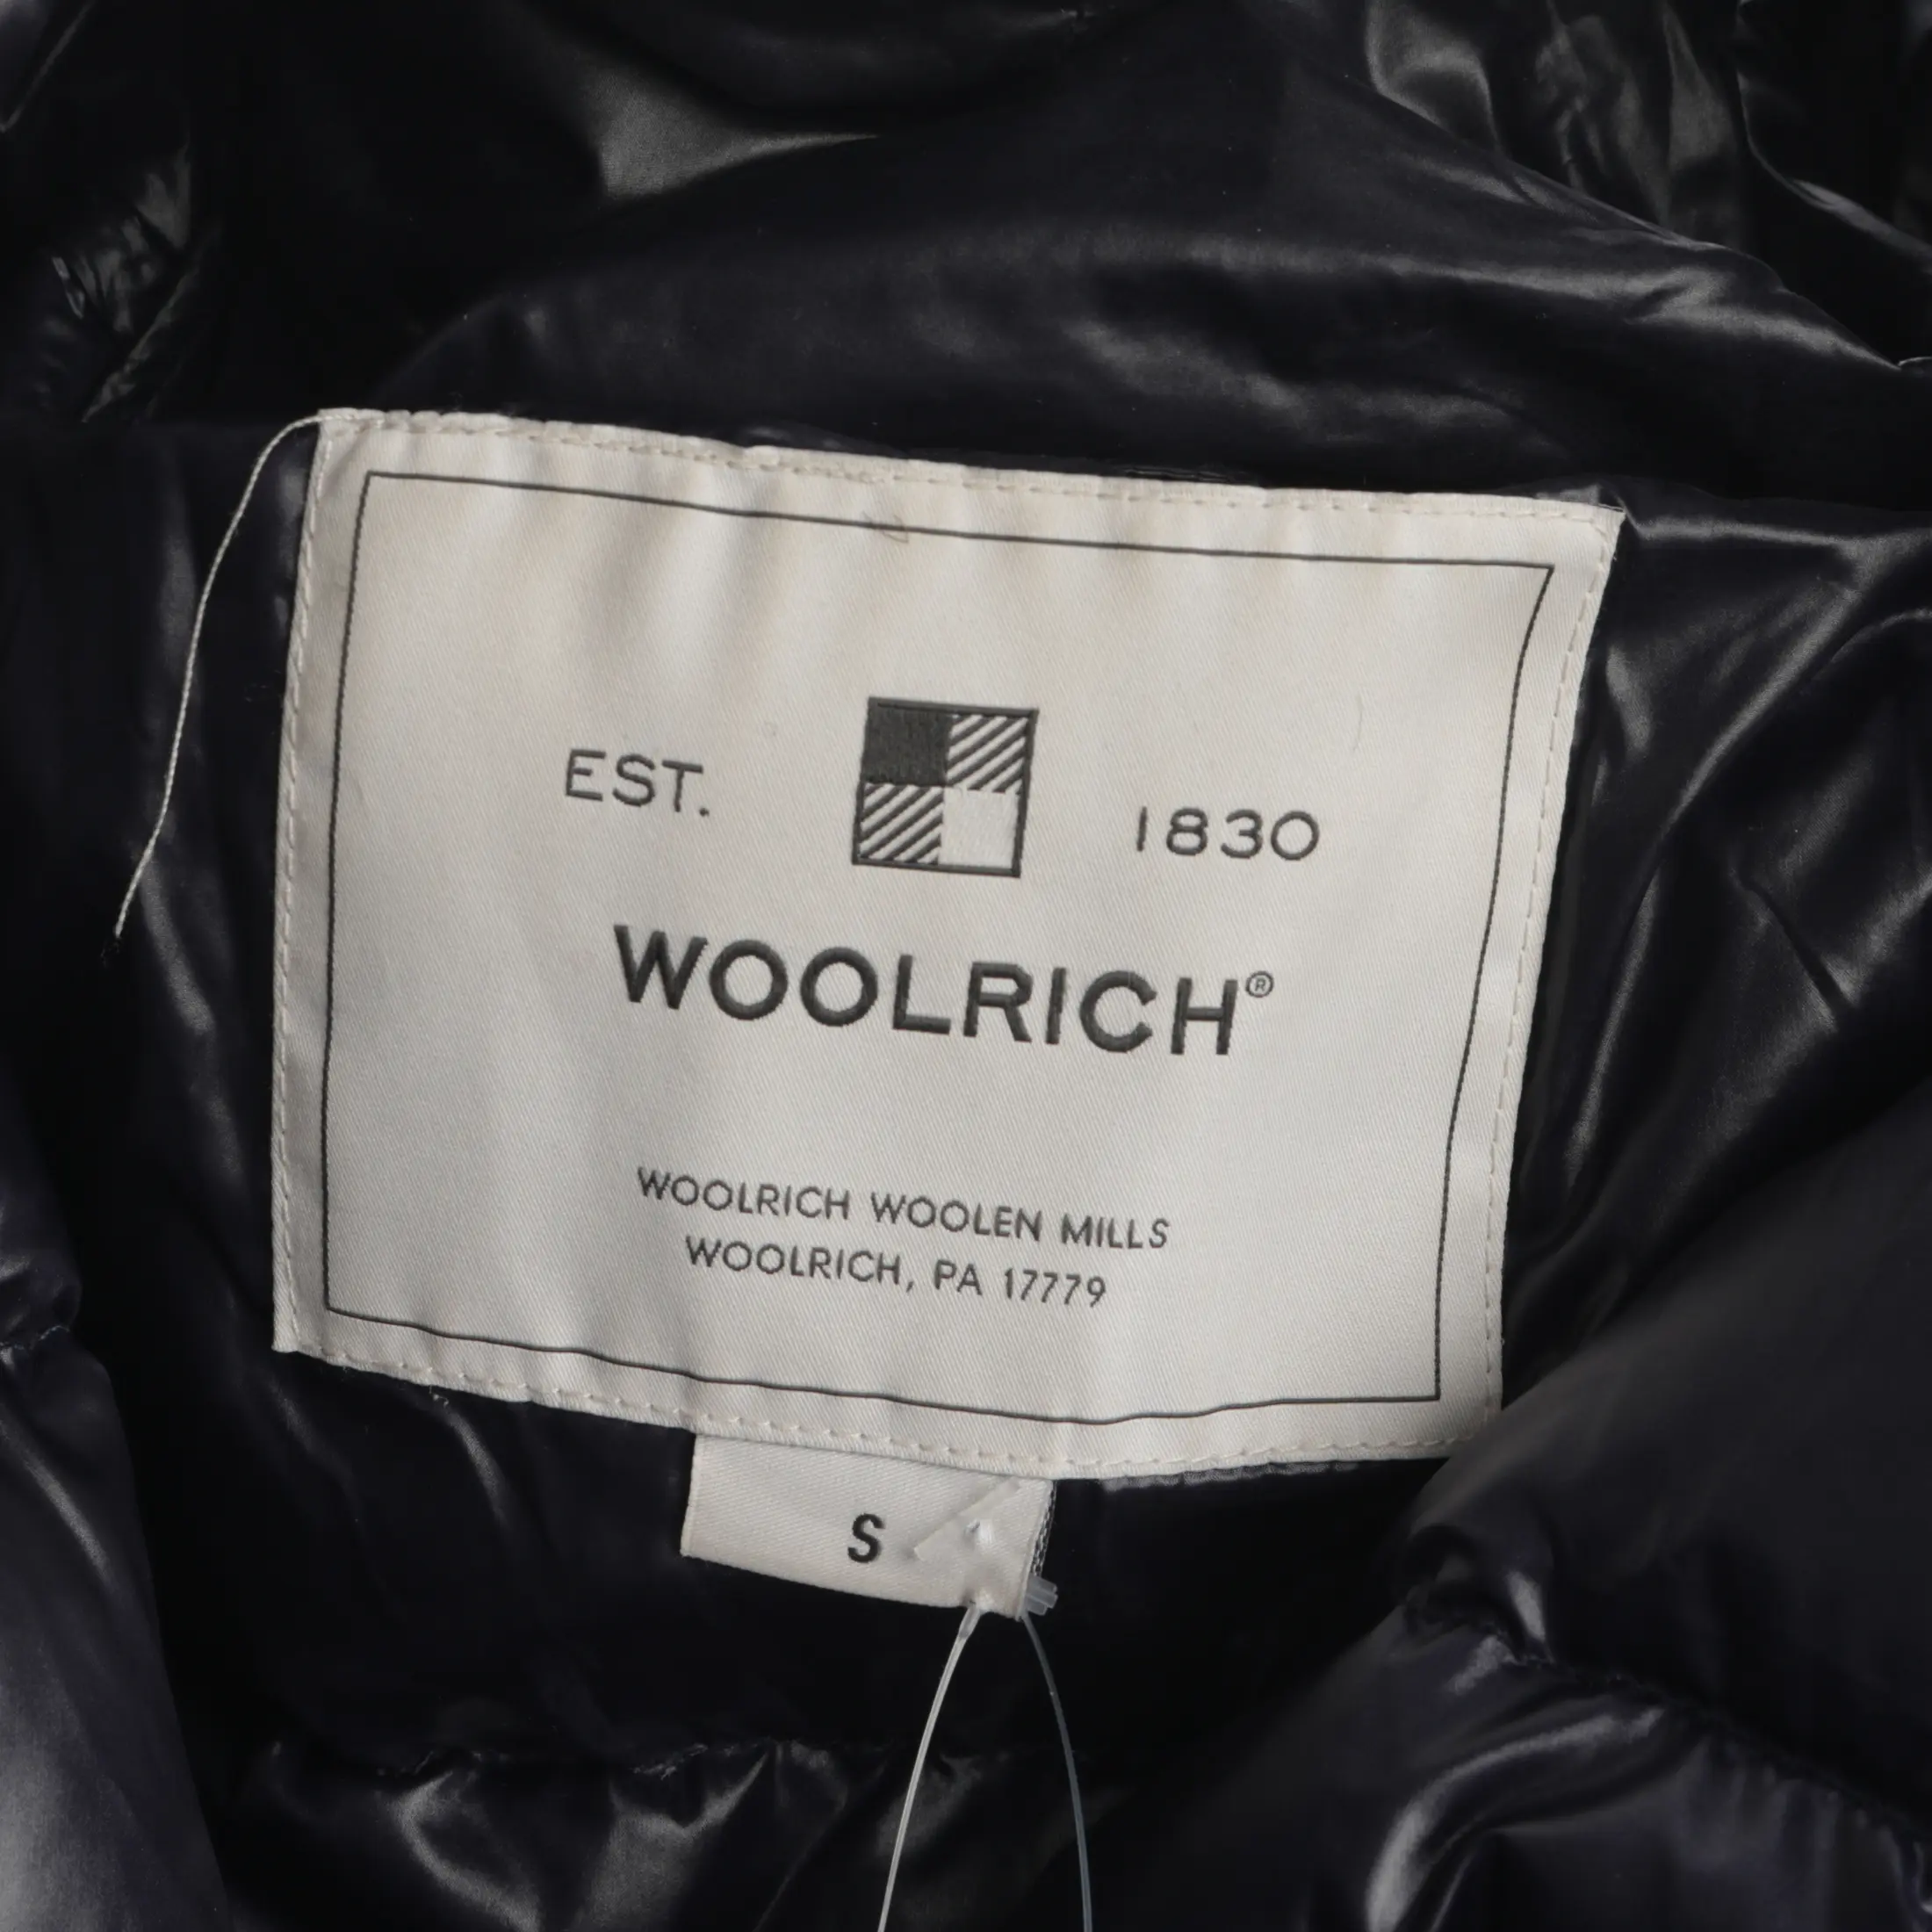 EST. 1830
WOOLRICH®
WOOLRICH WOOLEN MILLS
WOOLRICH, PA 17779
S